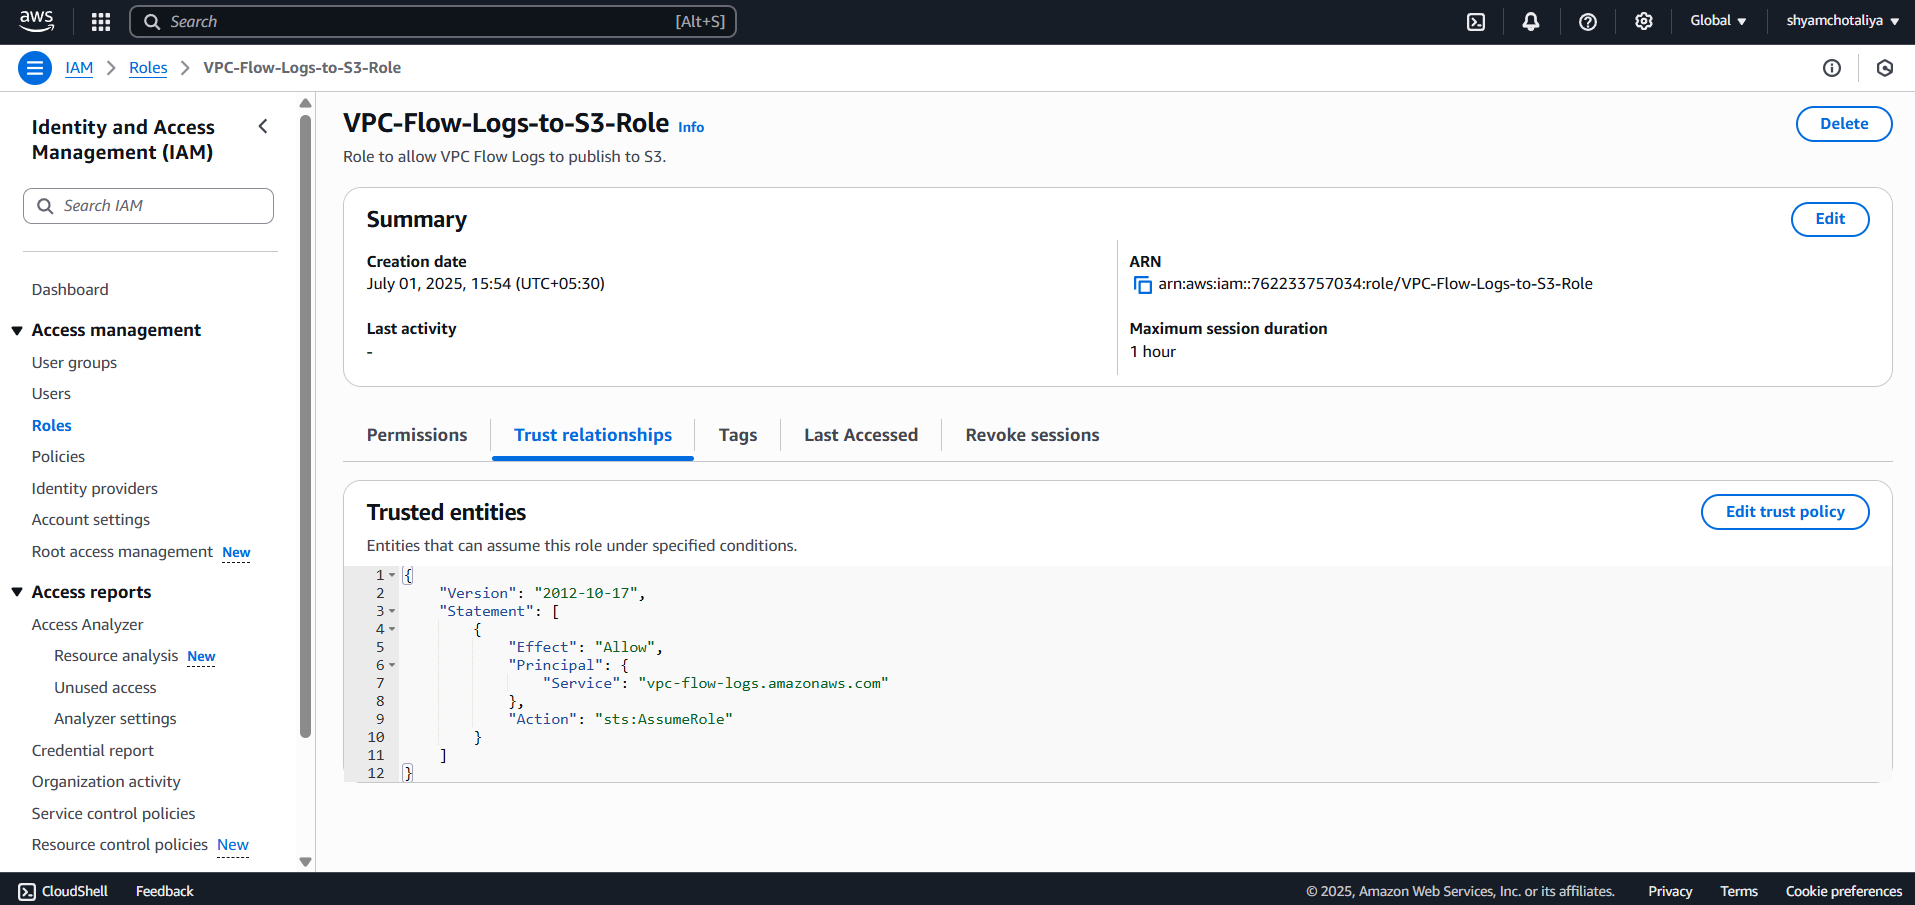 aws
Search [Alt+S]
Global
shyamchotaliya
IAM
Roles
VPC-Flow-Logs-to-S3-Role
Identity and Access
Management (IAM)
Search IAM
Dashboard
Access management
User groups
Users
Roles
Policies
Identity providers
Account settings
Root access management New
Access reports
Access Analyzer
Resource analysis New
Unused access
Analyzer settings
Credential report
Organization activity
Service control policies
Resource control policies New
VPC-Flow-Logs-to-S3-Role Info
Delete
Role to allow VPC Flow Logs to publish to S3.
Summary
Edit
Creation date
July 01, 2025, 15:54 (UTC+05:30)
Last activity
-
ARN
arn:aws:iam::762233757034:role/VPC-Flow-Logs-to-S3-Role
Maximum session duration
1 hour
Permissions
Trust relationships
Tags
Last Accessed
Revoke sessions
Trusted entities
Edit trust policy
Entities that can assume this role under specified conditions.
1 {
2 "Version": "2012-10-17",
3 "Statement": [
4 {
5 "Effect": "Allow",
6 "Principal": {
7 "Service": "vpc-flow-logs.amazonaws.com"
8 },
9 "Action": "sts:AssumeRole"
10 }
11 ]
12 }
CloudShell
Feedback
© 2025, Amazon Web Services, Inc. or its affiliates.
Privacy
Terms
Cookie preferences